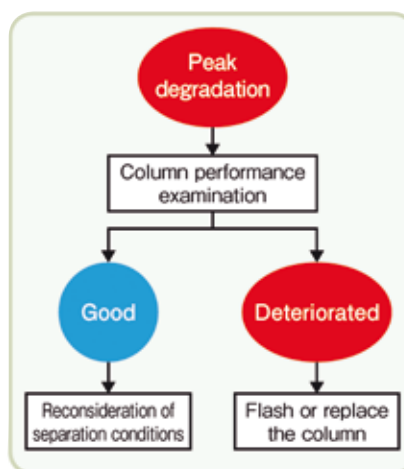 Peak
degradation
Column performance
examination
Good
Deteriorated
Reconsideration of
separation conditions
Flash or replace
the column